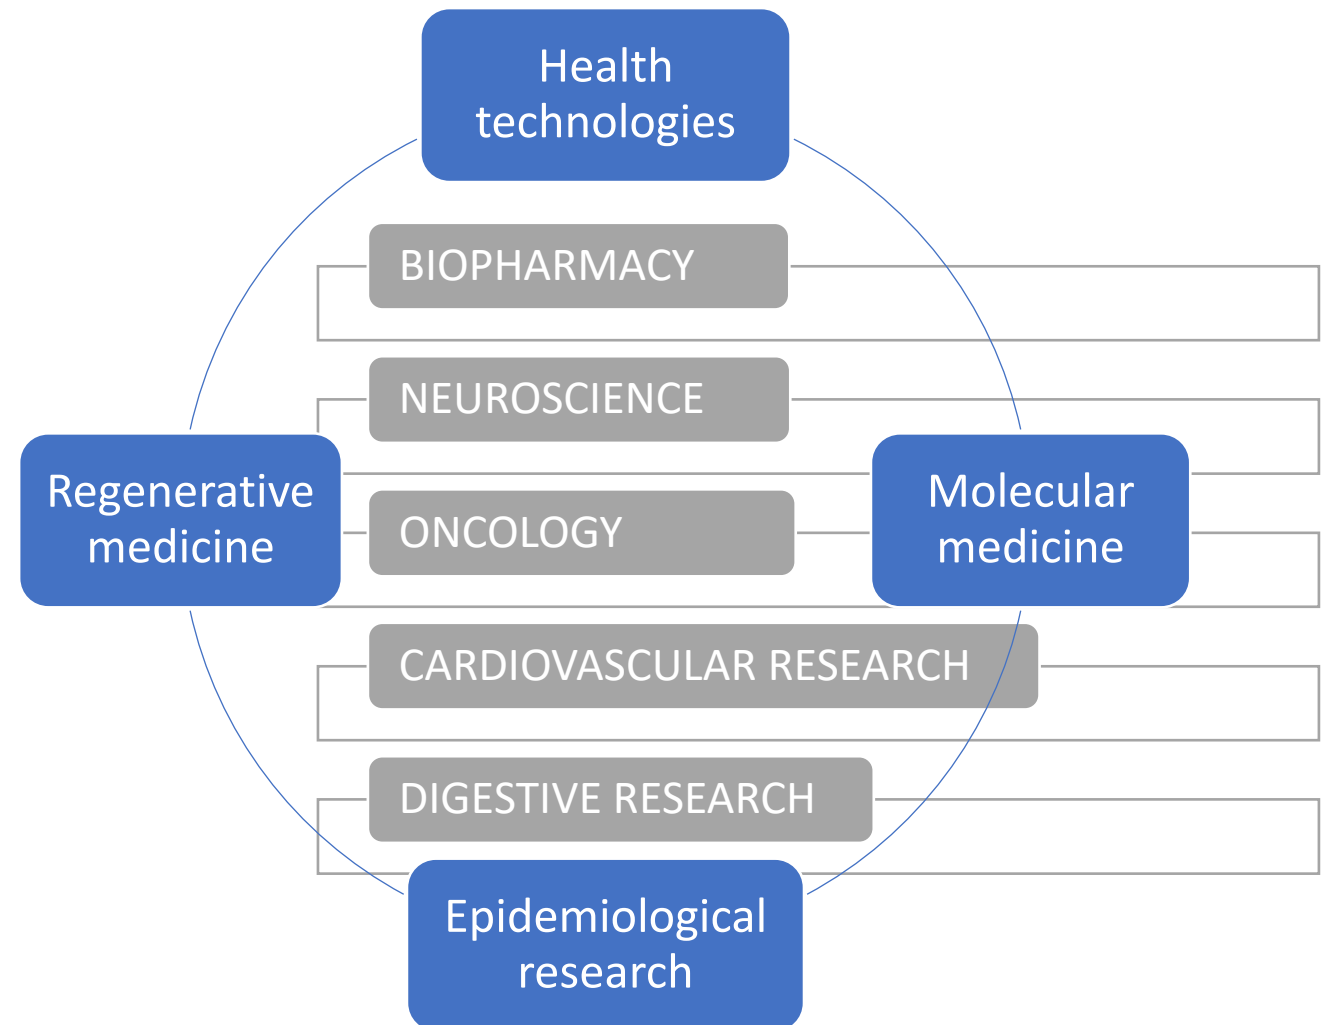 Health
technologies
BIOPHARMACY
NEUROSCIENCE
Regenerative
medicine
ONCOLOGY
Molecular
medicine
CARDIOVASCULAR RESEARCH
DIGESTIVE RESEARCH
Epidemiological
research